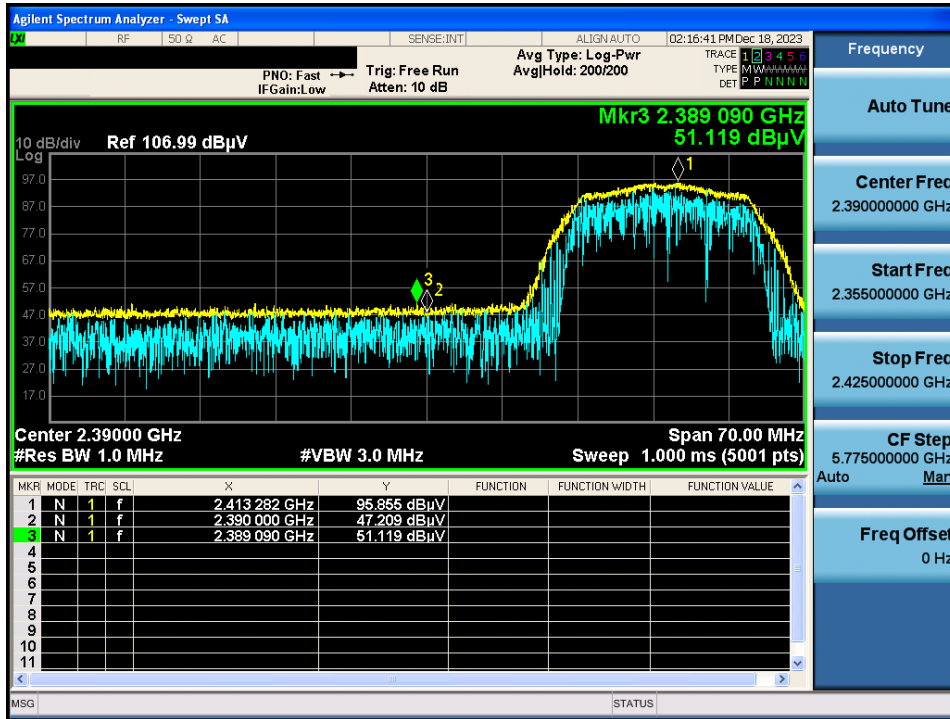 Agilent Spectrum Analyzer - Swept SA
LXI RF 50 Ω AC SENSE:INT ALIGN AUTO 02:16:41 PM Dec 18, 2023
Frequency
PNO: Fast Trig: Free Run Avg Type: Log-Pwr TRACE 1 2 3 4 5 6
IFGain:Low Atten: 10 dB Avg|Hold: 200/200 TYPE M W W W W W
DET P P N N N N
Auto Tune
Mkr3 2.389 090 GHz
51.119 dBµV
10 dB/div Ref 106.99 dBµV
Log
97.0
87.0
77.0
67.0
57.0
47.0
37.0
27.0
17.0
1
3
2
Center 2.39000 GHz Span 70.00 MHz
#Res BW 1.0 MHz #VBW 3.0 MHz Sweep 1.000 ms (5001 pts)
Center Freq
2.390000000 GHz
Start Freq
2.355000000 GHz
Stop Freq
2.425000000 GHz
CF Step
5.775000000 GHz
Auto Man
Freq Offset
0 Hz
MKR MODE TRC SCL X Y FUNCTION FUNCTION WIDTH FUNCTION VALUE
1 N 1 f 2.413 282 GHz 95.855 dBµV
2 N 1 f 2.390 000 GHz 47.209 dBµV
3 N 1 f 2.389 090 GHz 51.119 dBµV
4
5
6
7
8
9
10
11
MSG STATUS